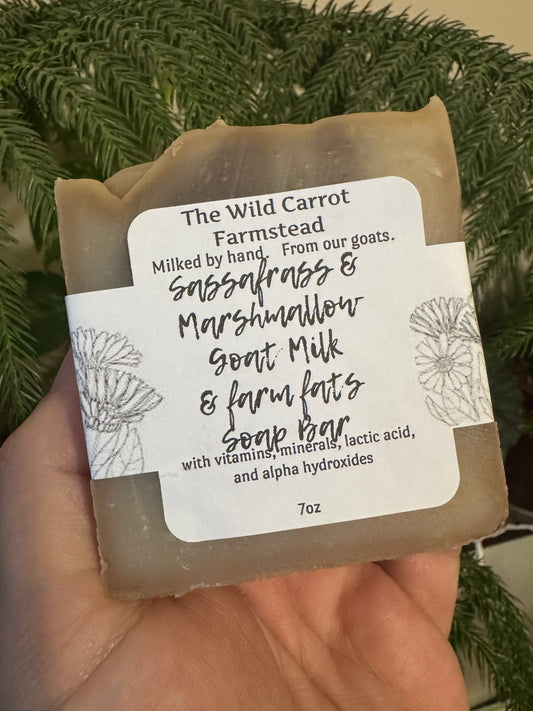 The Wild Carrot
Farmstead
Milked by hand. From our goats.
Sassafrass &
Marshmallow
Goat Milk
& farm fats
Soap Bar
with vitamins, minerals, lactic acid,
and alpha hydroxides
7oz